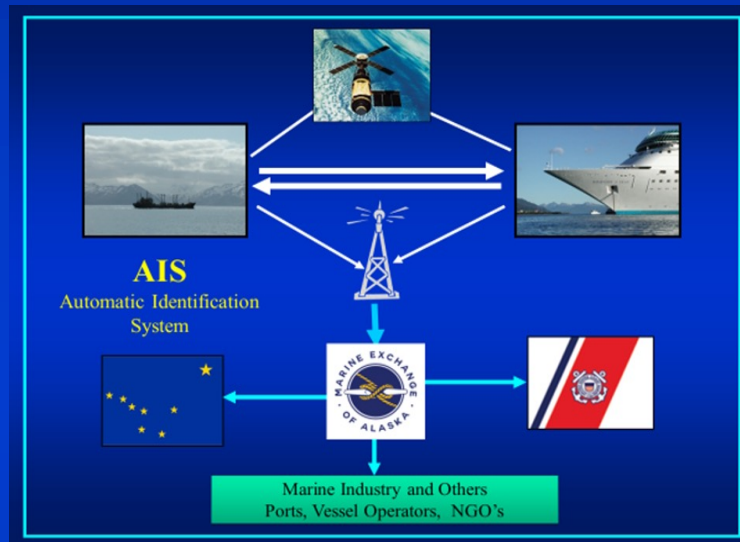 AIS
Automatic Identification
System
MARINE EXCHANGE
OF ALASKA
Marine Industry and Others
Ports, Vessel Operators, NGO's